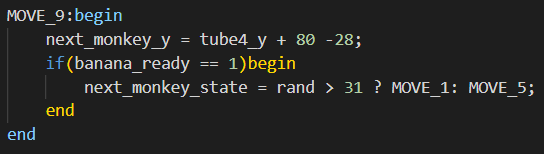 MOVE_9:begin
    next_monkey_y = tube4_y + 80 -28;
    if(banana_ready == 1)begin
        next_monkey_state = rand > 31 ? MOVE_1: MOVE_5;
    end
end